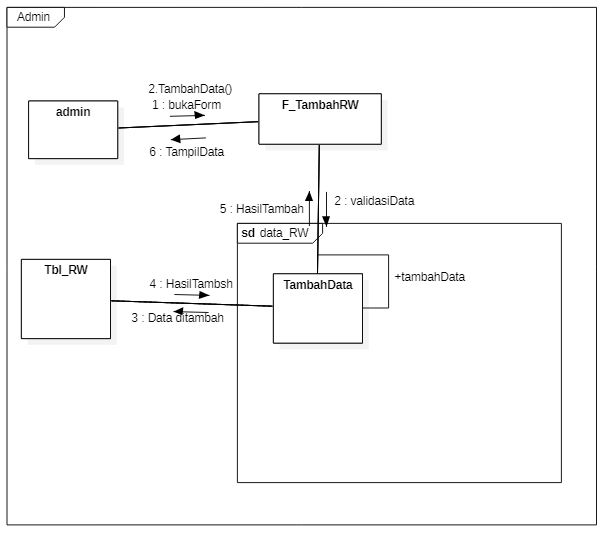 Admin
2.TambahData()
1 : bukaForm
admin
F_TambahRW
6 : TampilData
5 : HasilTambah
2 : validasiData
sd data_RW
Tbl_RW
4 : HasilTambsh
TambahData
+tambahData
3 : Data ditambah